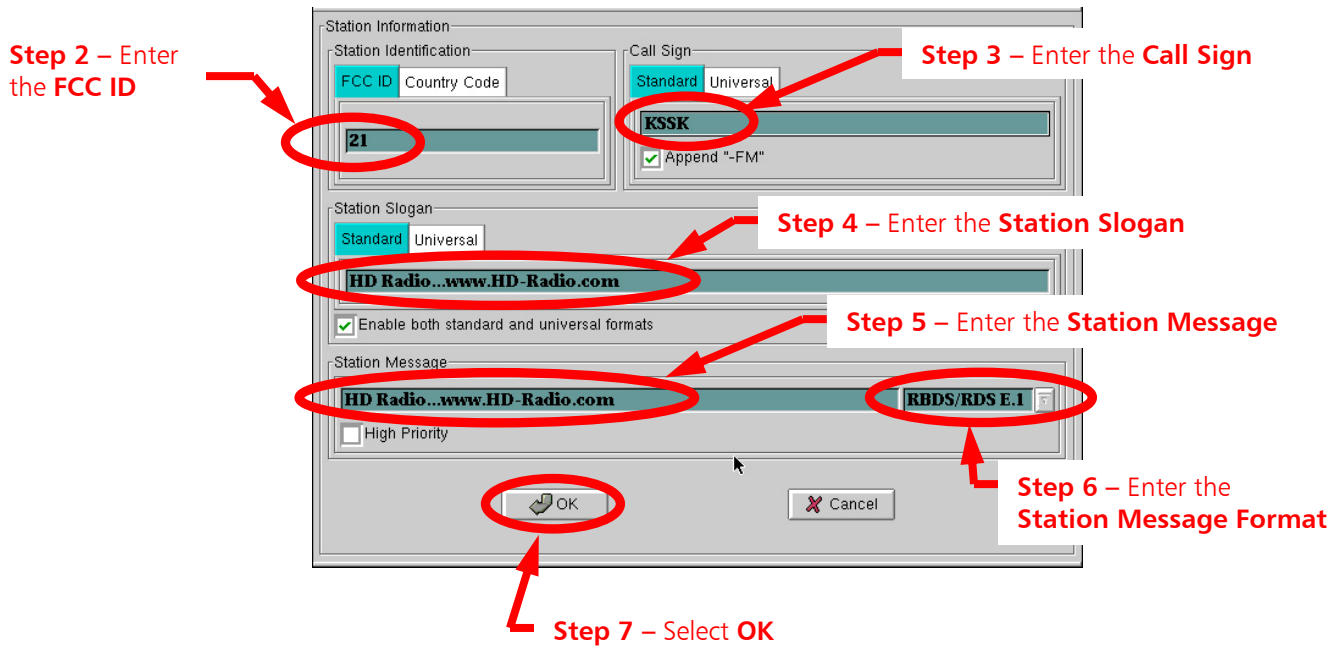 Station Information
Step 2 – Enter
the FCC ID
Station Identification
FCC ID Country Code
21
Call Sign
Standard Universal
KSSK
Append "-FM"
Step 3 – Enter the Call Sign
Station Slogan
Standard Universal
HD Radio...www.HD-Radio.com
Enable both standard and universal formats
Step 4 – Enter the Station Slogan
Step 5 – Enter the Station Message
Station Message
HD Radio...www.HD-Radio.com RBDS/RDS E.1
High Priority
OK Cancel
Step 6 – Enter the
Station Message Format
Step 7 – Select OK